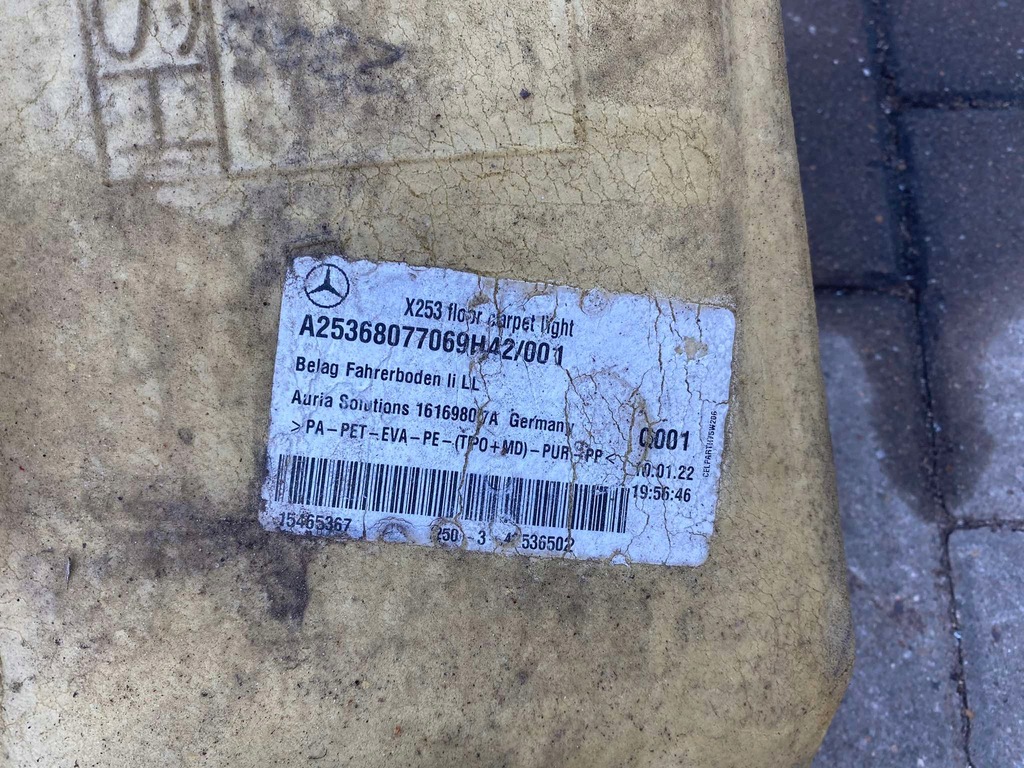 X253 floor carpet light
A25368077069H42/001
Belag Fahrerboden li LL
Auria Solutions Germany
>PA-PET-EVA-PE-(TPO+MD)-PUR-PP<
0001
10.01.22
19:56:46
15465367